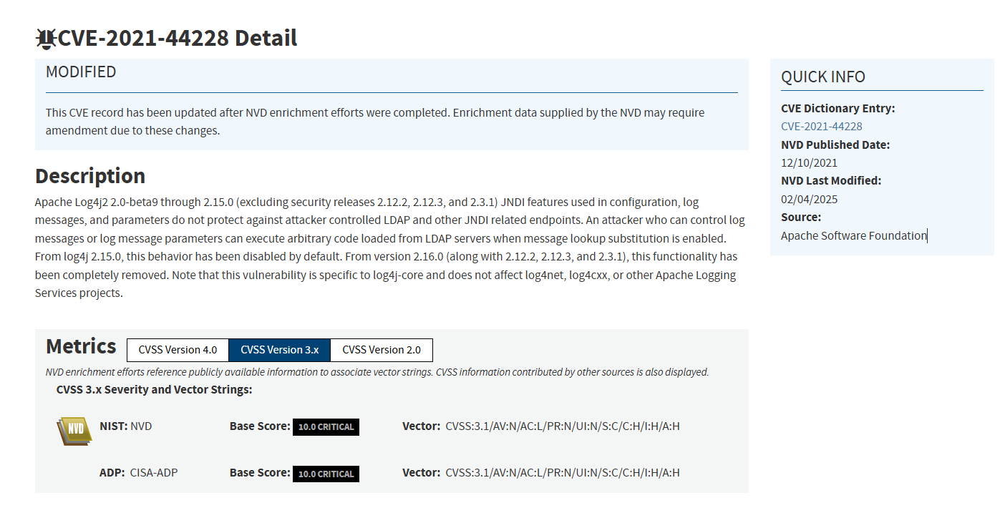 CVE-2021-44228 Detail
MODIFIED
This CVE record has been updated after NVD enrichment efforts were completed. Enrichment data supplied by the NVD may require
amendment due to these changes.
Description
Apache Log4j2 2.0-beta9 through 2.15.0 (excluding security releases 2.12.2, 2.12.3, and 2.3.1) JNDI features used in configuration, log
messages, and parameters do not protect against attacker controlled LDAP and other JNDI related endpoints. An attacker who can control log
messages or log message parameters can execute arbitrary code loaded from LDAP servers when message lookup substitution is enabled.
From log4j 2.15.0, this behavior has been disabled by default. From version 2.16.0 (along with 2.12.2, 2.12.3, and 2.3.1), this functionality has
been completely removed. Note that this vulnerability is specific to log4j-core and does not affect log4net, log4cxx, or other Apache Logging
Services projects.
Metrics CVSS Version 4.0 CVSS Version 3.x CVSS Version 2.0
NVD enrichment efforts reference publicly available information to associate vector strings. CVSS information contributed by other sources is also displayed.
CVSS 3.x Severity and Vector Strings:
NVD NIST: NVD Base Score: 10.0 CRITICAL Vector: CVSS:3.1/AV:N/AC:L/PR:N/UI:N/S:C/C:H/I:H/A:H
ADP: CISA-ADP Base Score: 10.0 CRITICAL Vector: CVSS:3.1/AV:N/AC:L/PR:N/UI:N/S:C/C:H/I:H/A:H
QUICK INFO
CVE Dictionary Entry:
CVE-2021-44228
NVD Published Date:
12/10/2021
NVD Last Modified:
02/04/2025
Source:
Apache Software Foundation